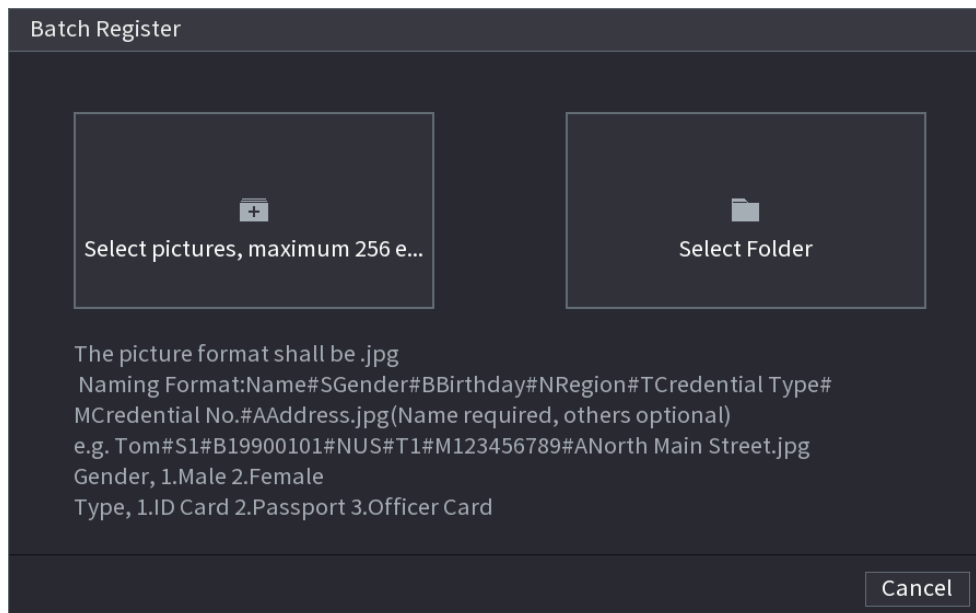 Batch Register
Select pictures, maximum 256 e...
Select Folder
The picture format shall be .jpg
Naming Format:Name#SGender#BBirthday#NRegion#TCredential Type#
MCredential No.#AAddress.jpg(Name required, others optional)
e.g. Tom#S1#B19900101#NUS#T1#M123456789#ANorth Main Street.jpg
Gender, 1.Male 2.Female
Type, 1.ID Card 2.Passport 3.Officer Card
Cancel